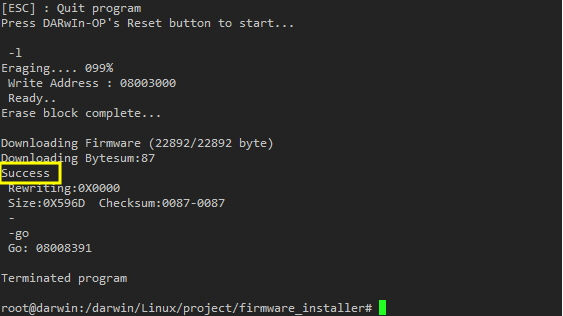 [ESC] : Quit program
Press DARwIn-OP's Reset button to start...
-l
Eraging.... 099%
Write Address : 08003000
Ready..
Erase block complete...
Downloading Firmware (22892/22892 byte)
Downloading Bytesum:87
Success
Rewriting:0X0000
Size:0X596D  Checksum:0087-0087
-
-go
Go: 08008391
Terminated program
root@darwin:/darwin/Linux/project/firmware_installer#